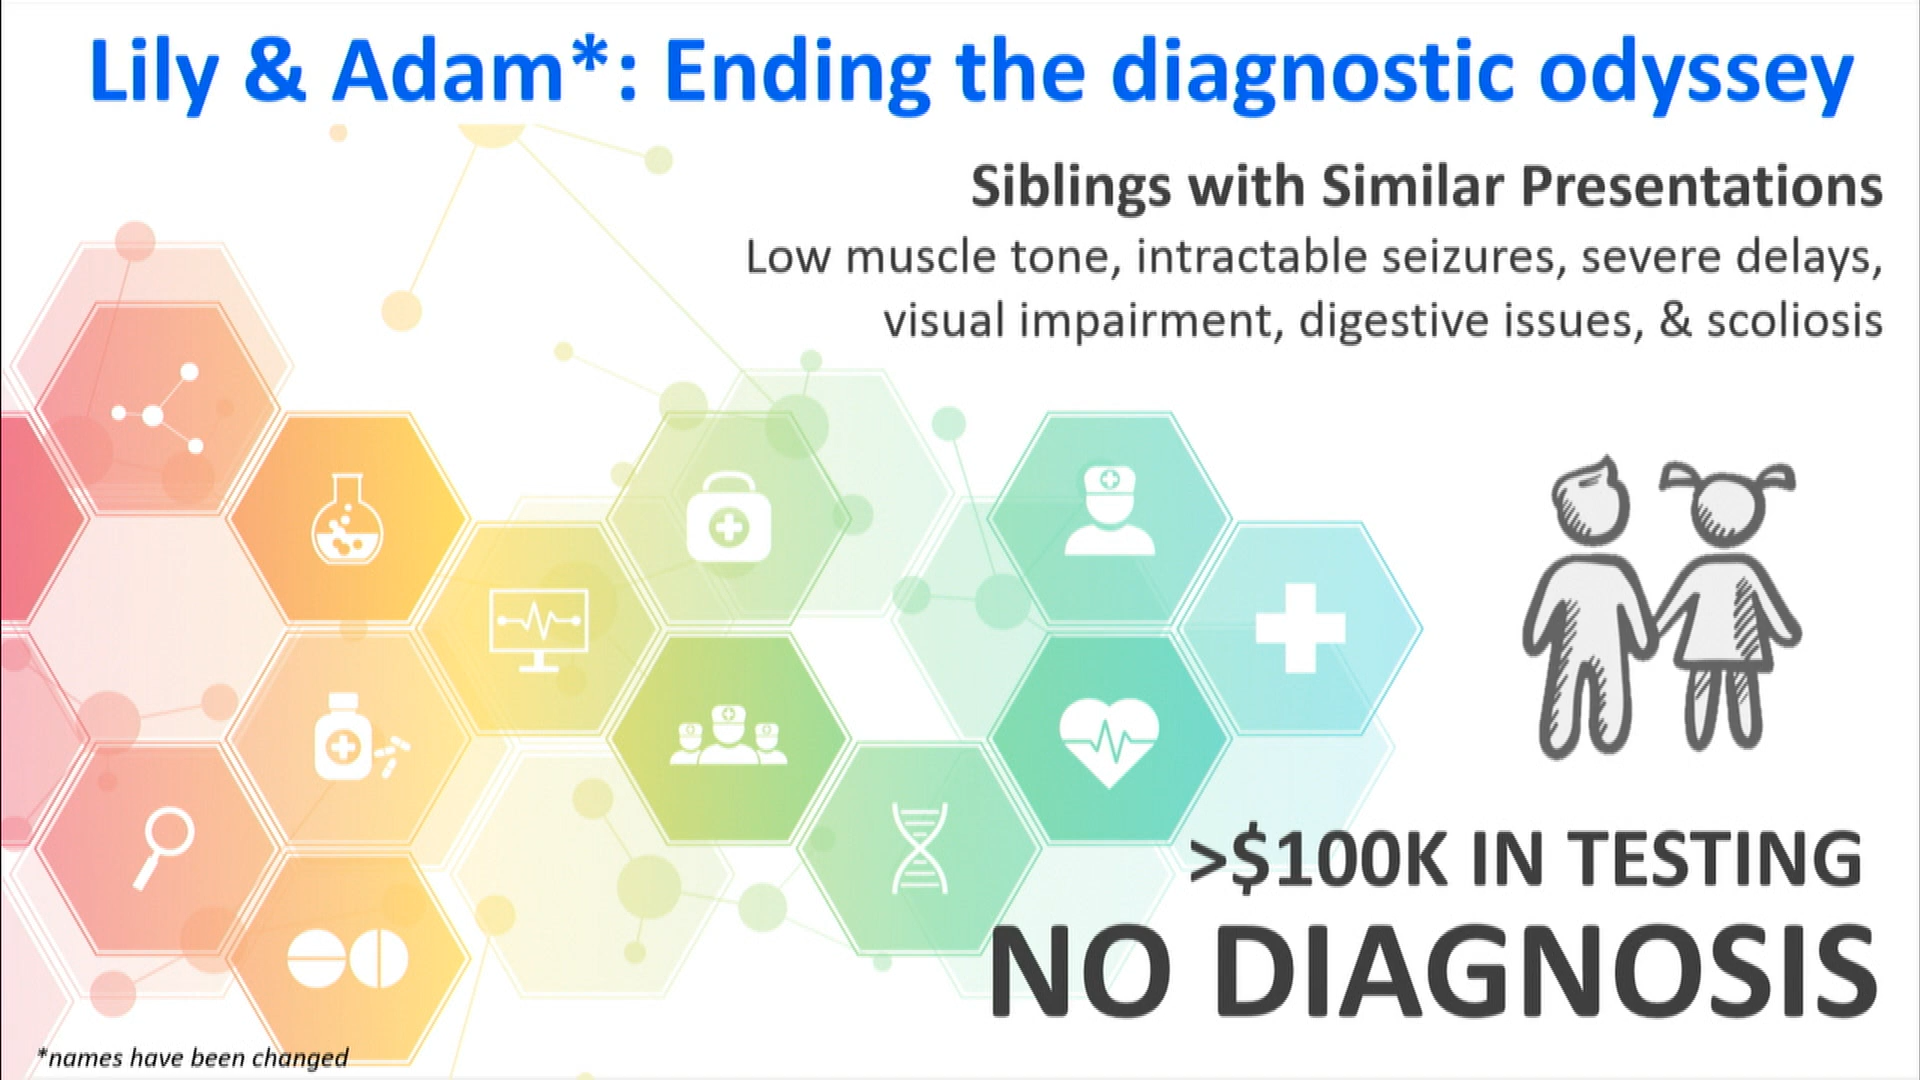 Lily & Adam*: Ending the diagnostic odyssey
Siblings with Similar Presentations
Low muscle tone, intractable seizures, severe delays,
visual impairment, digestive issues, & scoliosis
>$100K IN TESTING
NO DIAGNOSIS
*names have been changed